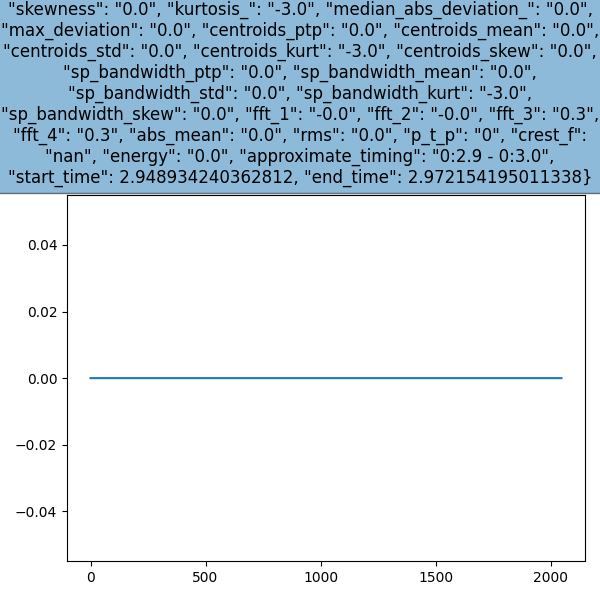 "skewness": "0.0", "kurtosis_": "-3.0", "median_abs_deviation_": "0.0",
"max_deviation": "0.0", "centroids_ptp": "0.0", "centroids_mean": "0.0",
"centroids_std": "0.0", "centroids_kurt": "-3.0", "centroids_skew": "0.0",
"sp_bandwidth_ptp": "0.0", "sp_bandwidth_mean": "0.0",
"sp_bandwidth_std": "0.0", "sp_bandwidth_kurt": "-3.0",
"sp_bandwidth_skew": "0.0", "fft_1": "-0.0", "fft_2": "-0.0", "fft_3": "0.3",
"fft_4": "0.3", "abs_mean": "0.0", "rms": "0.0", "p_t_p": "0", "crest_f":
"nan", "energy": "0.0", "approximate_timing": "0:2.9 - 0:3.0",
"start_time": 2.948934240362812, "end_time": 2.972154195011338}
0.04
0.02
0.00
−0.02
−0.04
0 500 1000 1500 2000